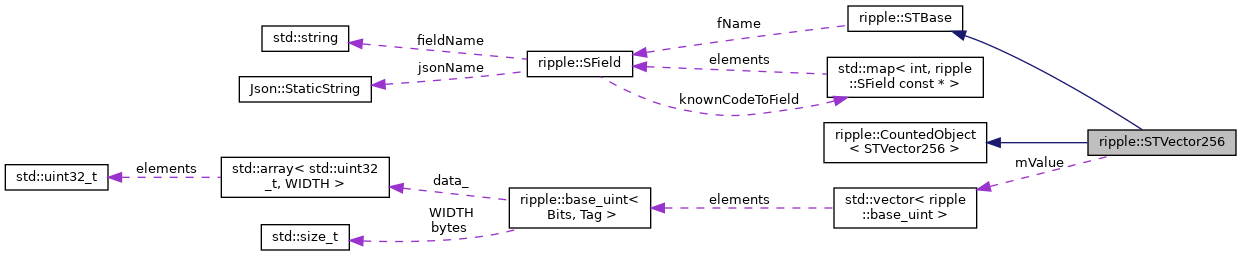 ripple::STBase
fName
std::string
fieldName
elements
ripple::SField
std::map< int, ripple
::SField const * >
jsonName
Json::StaticString
knownCodeToField
ripple::CountedObject
< STVector256 >
ripple::STVector256
mValue
elements
std::array< std::uint32
_t, WIDTH >
std::uint32_t
data_
elements
ripple::base_uint<
Bits, Tag >
std::vector< ripple
::base_uint >
WIDTH
bytes
std::size_t